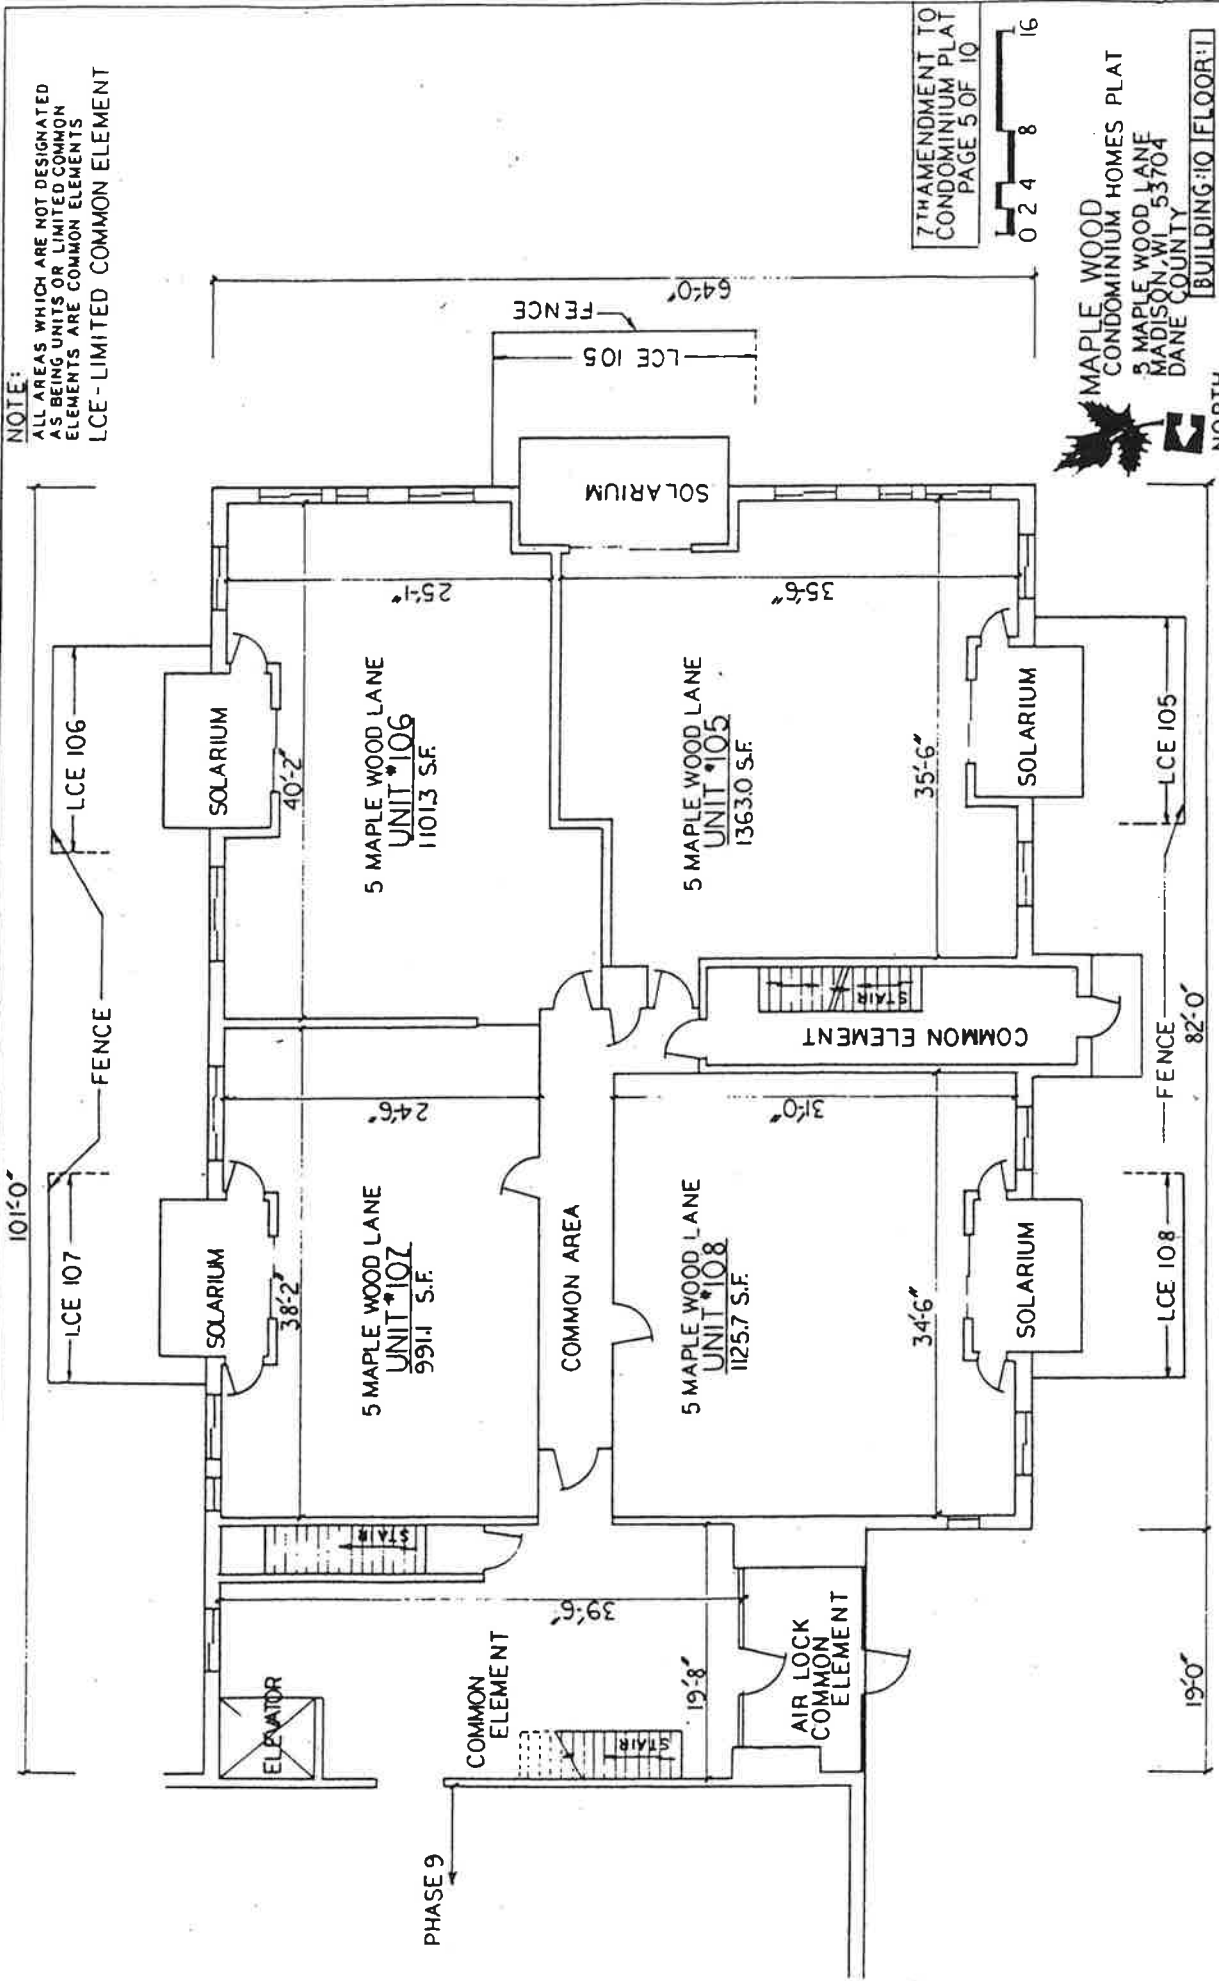 NOTE:
ALL AREAS WHICH ARE NOT DESIGNATED
AS BEING UNITS OR LIMITED COMMON
ELEMENTS ARE COMMON ELEMENTS
LCE-LIMITED COMMON ELEMENT
101'-0"
LCE 107
FENCE
LCE 106
SOLARIUM
SOLARIUM
38'-2"
40'-2"
ELEVATOR
STAIR
5 MAPLE WOOD LANE
UNIT #107
991.1 S.F.
24'-6"
5 MAPLE WOOD LANE
UNIT #106
1101.3 S.F.
25'-1"
FENCE
LCE 105
64'-0"
PHASE 9
COMMON
ELEMENT
39'-6"
COMMON AREA
SOLARIUM
STAIR
19'-8"
5 MAPLE WOOD LANE
UNIT #108
1125.7 S.F.
31'-0"
COMMON ELEMENT
STAIR
5 MAPLE WOOD LANE
UNIT #105
1363.0 S.F.
35'-6"
AIR LOCK
COMMON
ELEMENT
34'-6"
35'-6"
SOLARIUM
SOLARIUM
LCE 108
FENCE
LCE 105
19'-0"
82'-0"
7TH AMENDMENT TO
CONDOMINIUM PLAT
PAGE 5 OF 10
0 2 4 8 16
MAPLE WOOD
CONDOMINIUM HOMES PLAT
3 MAPLE WOOD LANE
MADISON, WI 53704
DANE COUNTY
BUILDING:10 FLOOR:1
NORTH